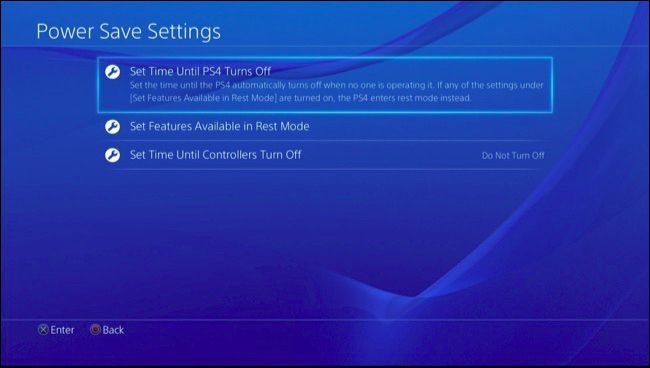 Power Save Settings
Set Time Until PS4 Turns Off
Set the time until the PS4 automatically turns off when no one is operating it. If any of the settings under
[Set Features Available in Rest Mode] are turned on, the PS4 enters rest mode instead.
Set Features Available in Rest Mode
Set Time Until Controllers Turn Off Do Not Turn Off
Enter Back